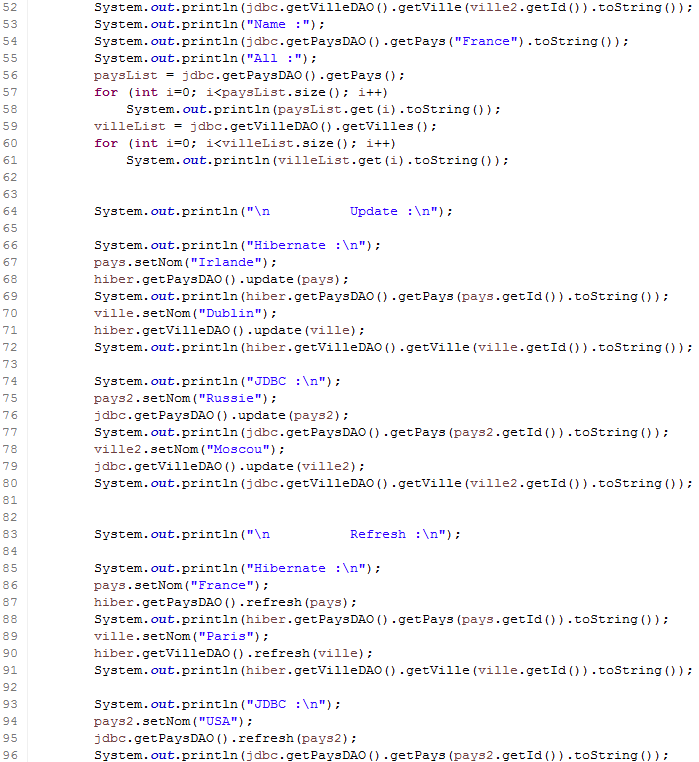 52 System.out.println(jdbc.getVilleDAO().getVille(ville2.getId()).toString());
53 System.out.println("Name :");
54 System.out.println(jdbc.getPaysDAO().getPays("France").toString());
55 System.out.println("All :");
56 paysList = jdbc.getPaysDAO().getPays();
57 for (int i=0; i<paysList.size(); i++)
58 System.out.println(paysList.get(i).toString());
59 villeList = jdbc.getVilleDAO().getVilles();
60 for (int i=0; i<villeList.size(); i++)
61 System.out.println(villeList.get(i).toString());
62
63
64 System.out.println("\n          Update :\n");
65
66 System.out.println("Hibernate :\n");
67 pays.setNom("Irlande");
68 hiber.getPaysDAO().update(pays);
69 System.out.println(hiber.getPaysDAO().getPays(pays.getId()).toString());
70 ville.setNom("Dublin");
71 hiber.getVilleDAO().update(ville);
72 System.out.println(hiber.getVilleDAO().getVille(ville.getId()).toString());
73
74 System.out.println("JDBC :\n");
75 pays2.setNom("Russie");
76 jdbc.getPaysDAO().update(pays2);
77 System.out.println(jdbc.getPaysDAO().getPays(pays2.getId()).toString());
78 ville2.setNom("Moscou");
79 jdbc.getVilleDAO().update(ville2);
80 System.out.println(jdbc.getVilleDAO().getVille(ville2.getId()).toString());
81
82
83 System.out.println("\n          Refresh :\n");
84
85 System.out.println("Hibernate :\n");
86 pays.setNom("France");
87 hiber.getPaysDAO().refresh(pays);
88 System.out.println(hiber.getPaysDAO().getPays(pays.getId()).toString());
89 ville.setNom("Paris");
90 hiber.getVilleDAO().refresh(ville);
91 System.out.println(hiber.getVilleDAO().getVille(ville.getId()).toString());
92
93 System.out.println("JDBC :\n");
94 pays2.setNom("USA");
95 jdbc.getPaysDAO().refresh(pays2);
96 System.out.println(jdbc.getPaysDAO().getPays(pays2.getId()).toString());